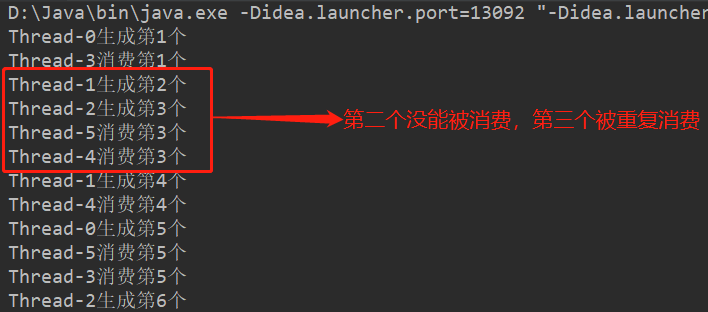 D:\Java\bin\java.exe -Didea.launcher.port=13092 "-Didea.launcher
Thread-0生成第1个
Thread-3消费第1个
Thread-1生成第2个
Thread-2生成第3个
Thread-5消费第3个
第二个没能被消费，第三个被重复消费
Thread-4消费第3个
Thread-1生成第4个
Thread-4消费第4个
Thread-0生成第5个
Thread-5消费第5个
Thread-3消费第5个
Thread-2生成第6个